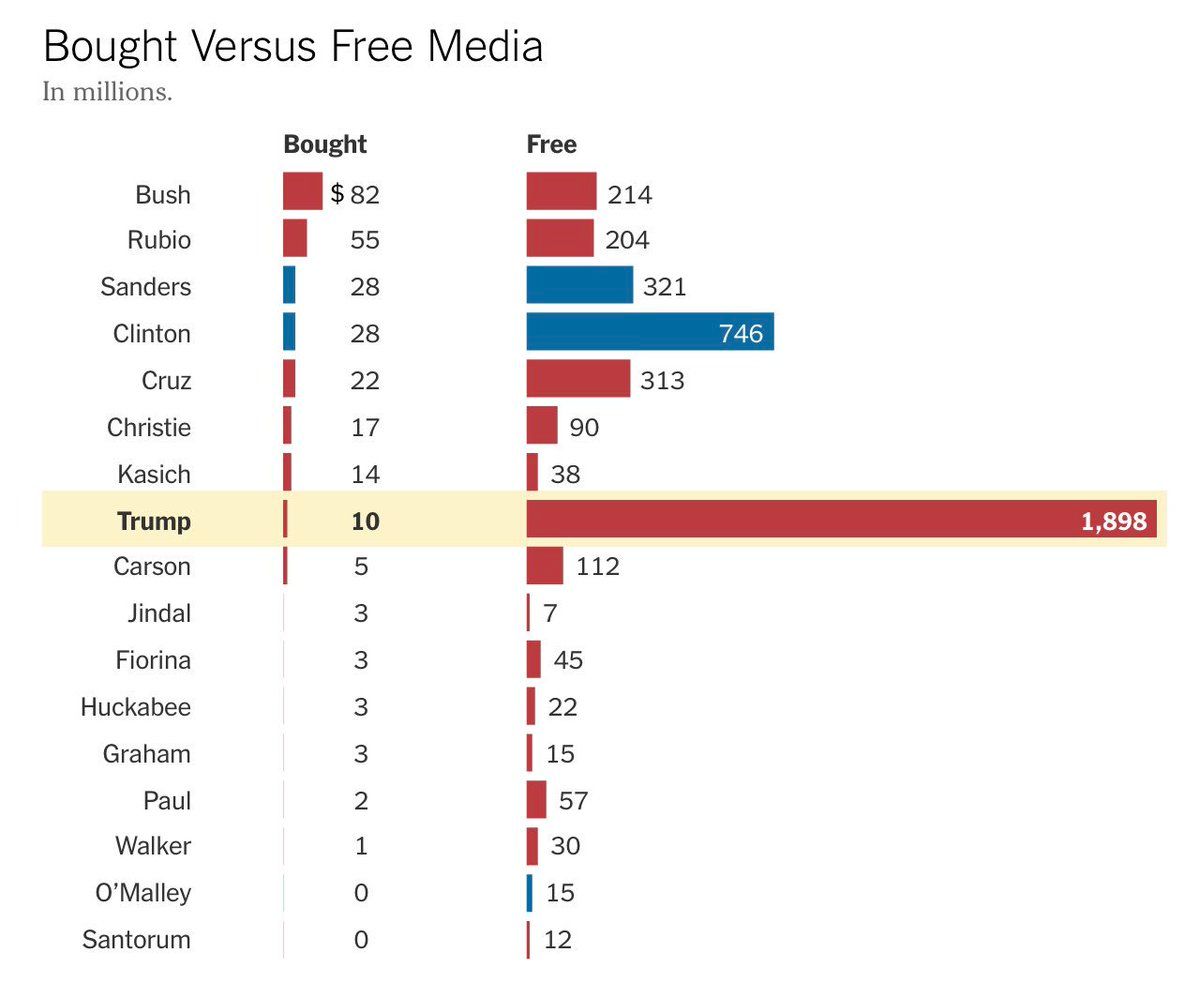 Bought Versus Free Media
In millions.
Bought Free
Bush $ 82 214
Rubio 55 204
Sanders 28 321
Clinton 28 746
Cruz 22 313
Christie 17 90
Kasich 14 38
Trump 10 1,898
Carson 5 112
Jindal 3 7
Fiorina 3 45
Huckabee 3 22
Graham 3 15
Paul 2 57
Walker 1 30
O’Malley 0 15
Santorum 0 12